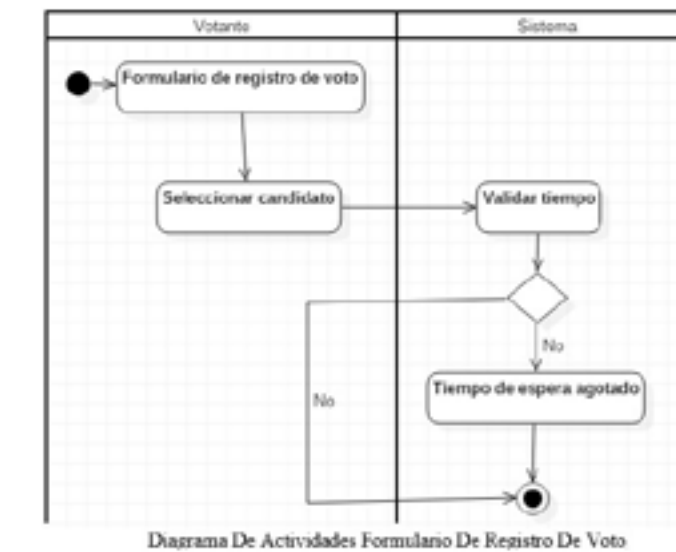 Votante
Sistema
Formulario de registro de voto
Seleccionar candidato
Validar tiempo
No
Tiempo de espera agotado
No
Diagrama De Actividades Formulario De Registro De Voto